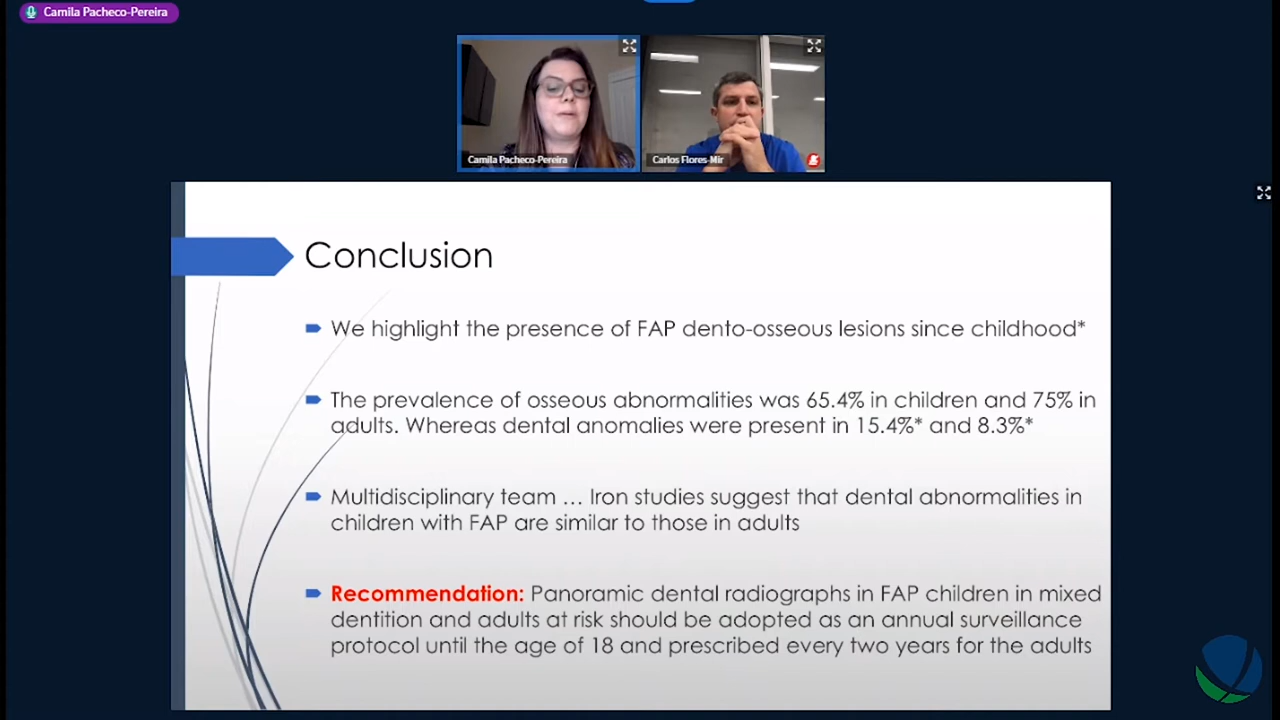 Camila Pacheco-Pereira
Camila Pacheco-Pereira
Carlos Flores-Mir
Conclusion
We highlight the presence of FAP dento-osseous lesions since childhood*
The prevalence of osseous abnormalities was 65.4% in children and 75% in
adults. Whereas dental anomalies were present in 15.4%* and 8.3%*
Multidisciplinary team … Iron studies suggest that dental abnormalities in
children with FAP are similar to those in adults
Recommendation: Panoramic dental radiographs in FAP children in mixed
dentition and adults at risk should be adopted as an annual surveillance
protocol until the age of 18 and prescribed every two years for the adults